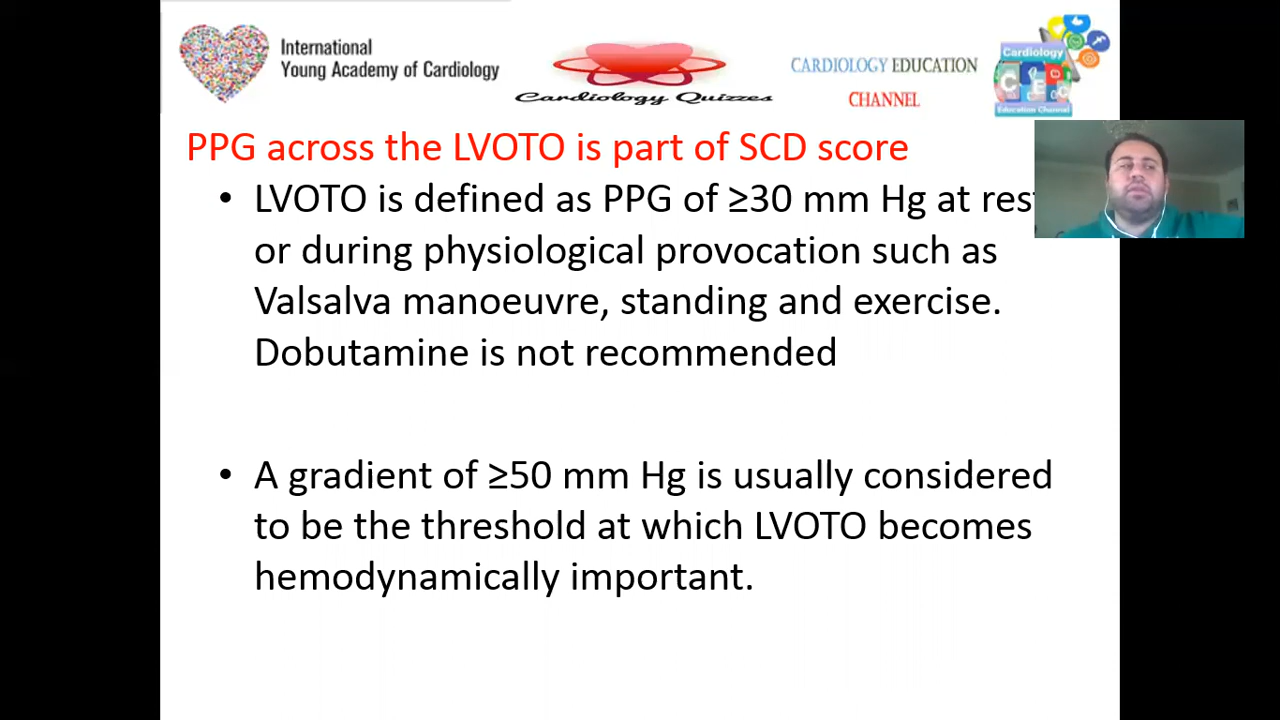 International
Young Academy of Cardiology
Cardiology Quizzes
CARDIOLOGY EDUCATION
CHANNEL
Cardiology
C E C
Education Channel
PPG across the LVOTO is part of SCD score
• LVOTO is defined as PPG of ≥30 mm Hg at rest
or during physiological provocation such as
Valsalva manoeuvre, standing and exercise.
Dobutamine is not recommended
• A gradient of ≥50 mm Hg is usually considered
to be the threshold at which LVOTO becomes
hemodynamically important.